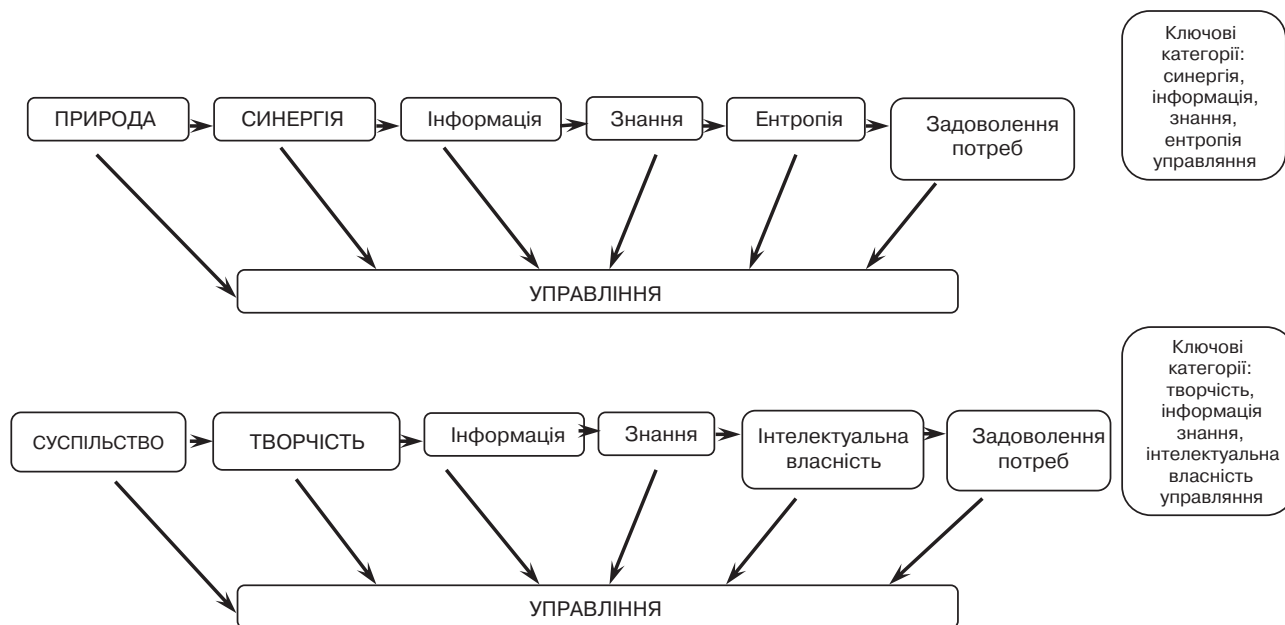 Ключові
категорії:
синергія,
інформація,
знання,
ентропія
управляння
ПРИРОДА
СИНЕРГІЯ
Інформація
Знання
Ентропія
Задоволення
потреб
УПРАВЛІННЯ
Ключові
категорії:
творчість,
інформація
знання,
інтелектуальна
власність
управляння
СУСПІЛЬСТВО
ТВОРЧІСТЬ
Інформація
Знання
Інтелектуальна
власність
Задоволення
потреб
УПРАВЛІННЯ